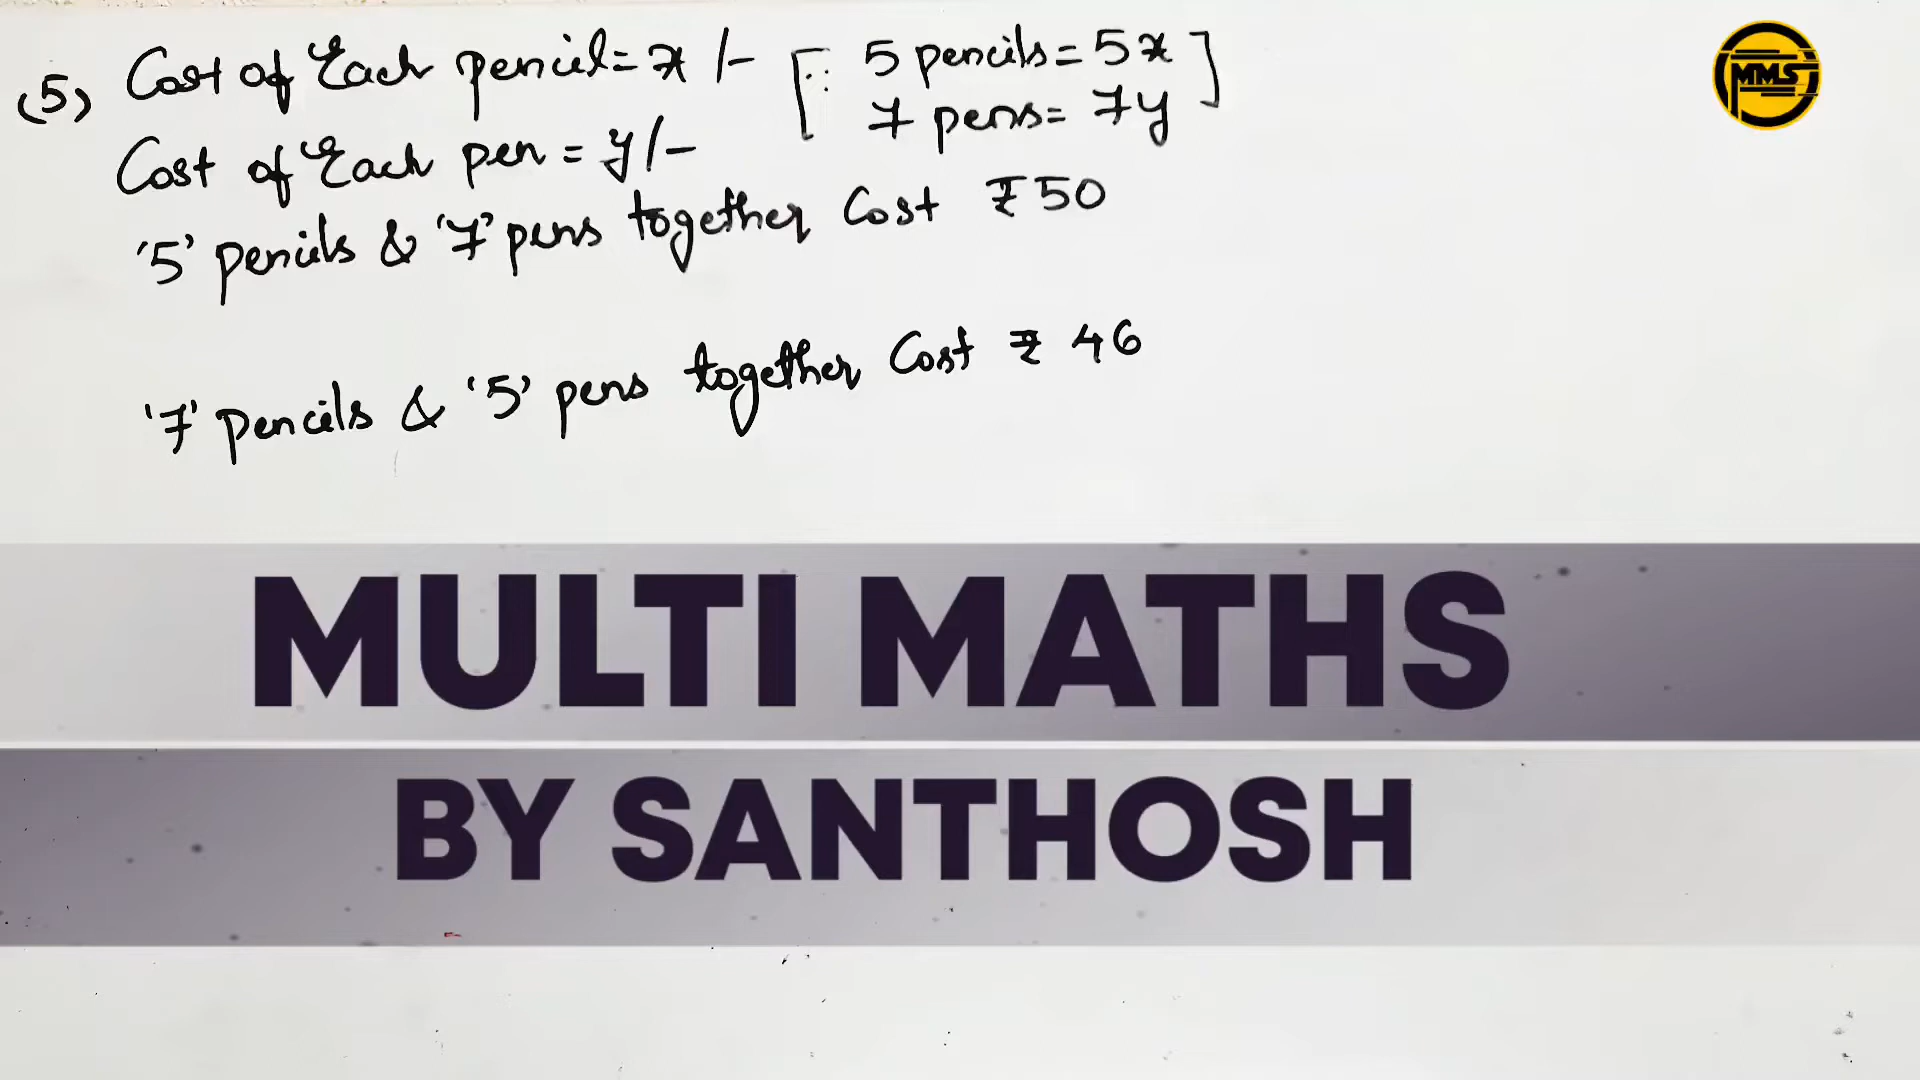 (5) Cost of Each pencil = x /- [∵ 5 pencils = 5x
7 pens = 7y]
Cost of Each pen = y/-
'5' pencils & '7' pens together Cost ₹50
'7' pencils & '5' pens together Cost ₹ 46
MMS
MULTI MATHS
BY SANTHOSH